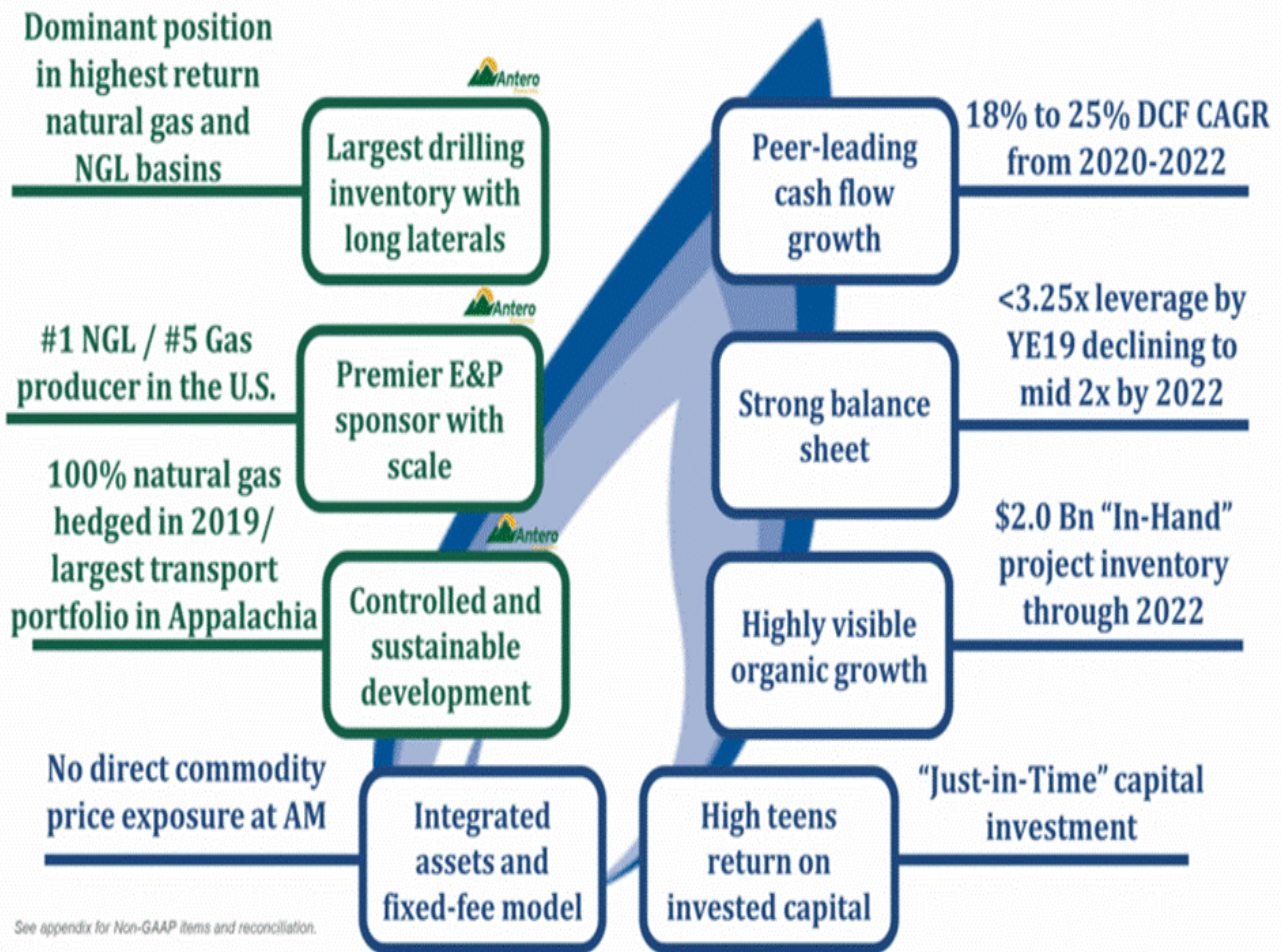 Dominant position
in highest return
natural gas and
NGL basins
Antero
Largest drilling
inventory with
long laterals
#1 NGL / #5 Gas
producer in the U.S.
Antero
Premier E&P
sponsor with
scale
100% natural gas
hedged in 2019/
largest transport
portfolio in Appalachia
Antero
Controlled and
sustainable
development
No direct commodity
price exposure at AM
Integrated
assets and
fixed-fee model
Peer-leading
cash flow
growth
18% to 25% DCF CAGR
from 2020-2022
Strong balance
sheet
<3.25x leverage by
YE19 declining to
mid 2x by 2022
Highly visible
organic growth
$2.0 Bn “In-Hand”
project inventory
through 2022
High teens
return on
invested capital
“Just-in-Time” capital
investment
See appendix for Non-GAAP items and reconciliation.